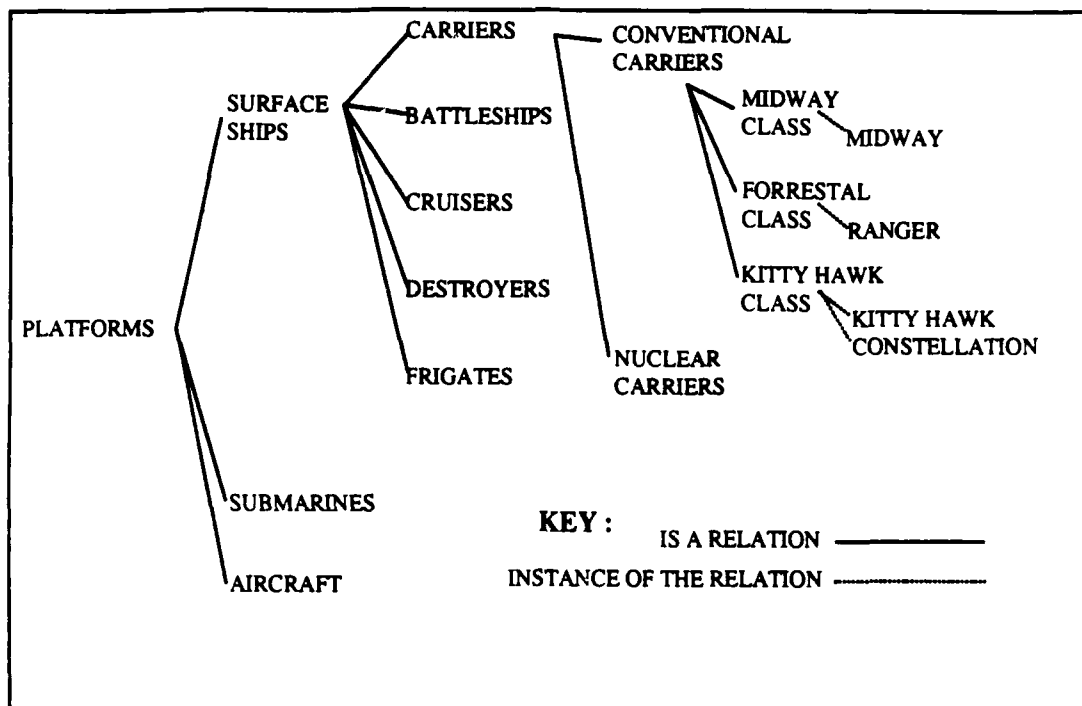 CARRIERS
CONVENTIONAL
CARRIERS
SURFACE
SHIPS
MIDWAY
CLASS
MIDWAY
BATTLESHIPS
FORRESTAL
CLASS
RANGER
CRUISERS
KITTY HAWK
CLASS
KITTY HAWK
CONSTELLATION
DESTROYERS
PLATFORMS
FRIGATES
NUCLEAR
CARRIERS
SUBMARINES
AIRCRAFT
KEY :
IS A RELATION
INSTANCE OF THE RELATION